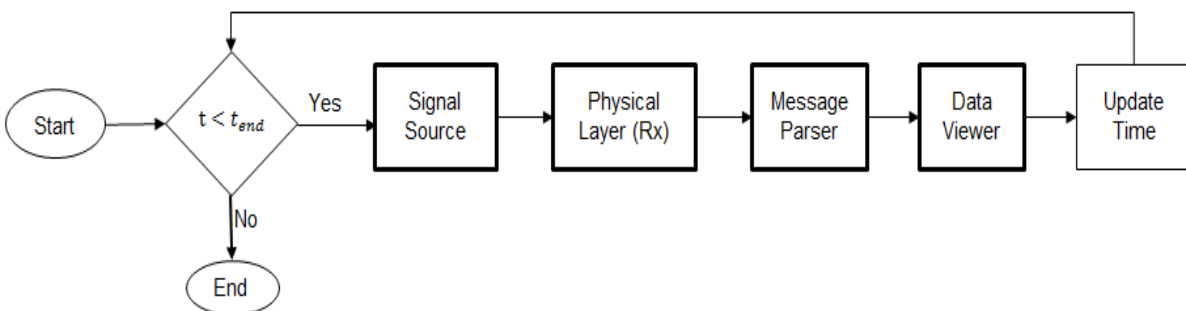 Start
t < t_end
Yes
Signal
Source
Physical
Layer (Rx)
Message
Parser
Data
Viewer
Update
Time
No
End